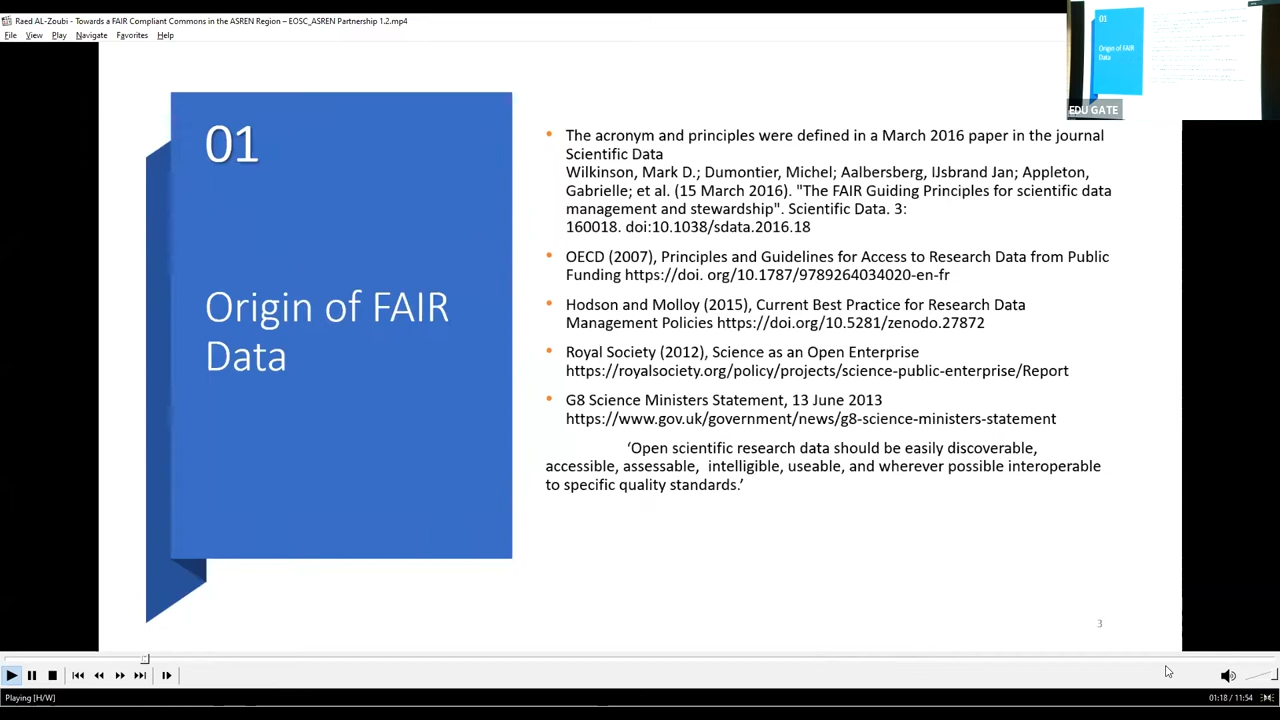 Raed AL-Zoubi - Towards a FAIR Compliant Commons in the ASREN Region – EOSC_ASREN Partnership 1.2.mp4
File View Play Navigate Favorites Help
01
Origin of FAIR
Data
EDU GATE
01
Origin of FAIR
Data
• The acronym and principles were defined in a March 2016 paper in the journal
Scientific Data
Wilkinson, Mark D.; Dumontier, Michel; Aalbersberg, IJsbrand Jan; Appleton,
Gabrielle; et al. (15 March 2016). "The FAIR Guiding Principles for scientific data
management and stewardship". Scientific Data. 3:
160018. doi:10.1038/sdata.2016.18
• OECD (2007), Principles and Guidelines for Access to Research Data from Public
Funding https://doi. org/10.1787/9789264034020-en-fr
• Hodson and Molloy (2015), Current Best Practice for Research Data
Management Policies https://doi.org/10.5281/zenodo.27872
• Royal Society (2012), Science as an Open Enterprise
https://royalsociety.org/policy/projects/science-public-enterprise/Report
• G8 Science Ministers Statement, 13 June 2013
https://www.gov.uk/government/news/g8-science-ministers-statement
‘Open scientific research data should be easily discoverable,
accessible, assessable, intelligible, useable, and wherever possible interoperable
to specific quality standards.’
3
Playing [H/W]
01:18 / 11:54